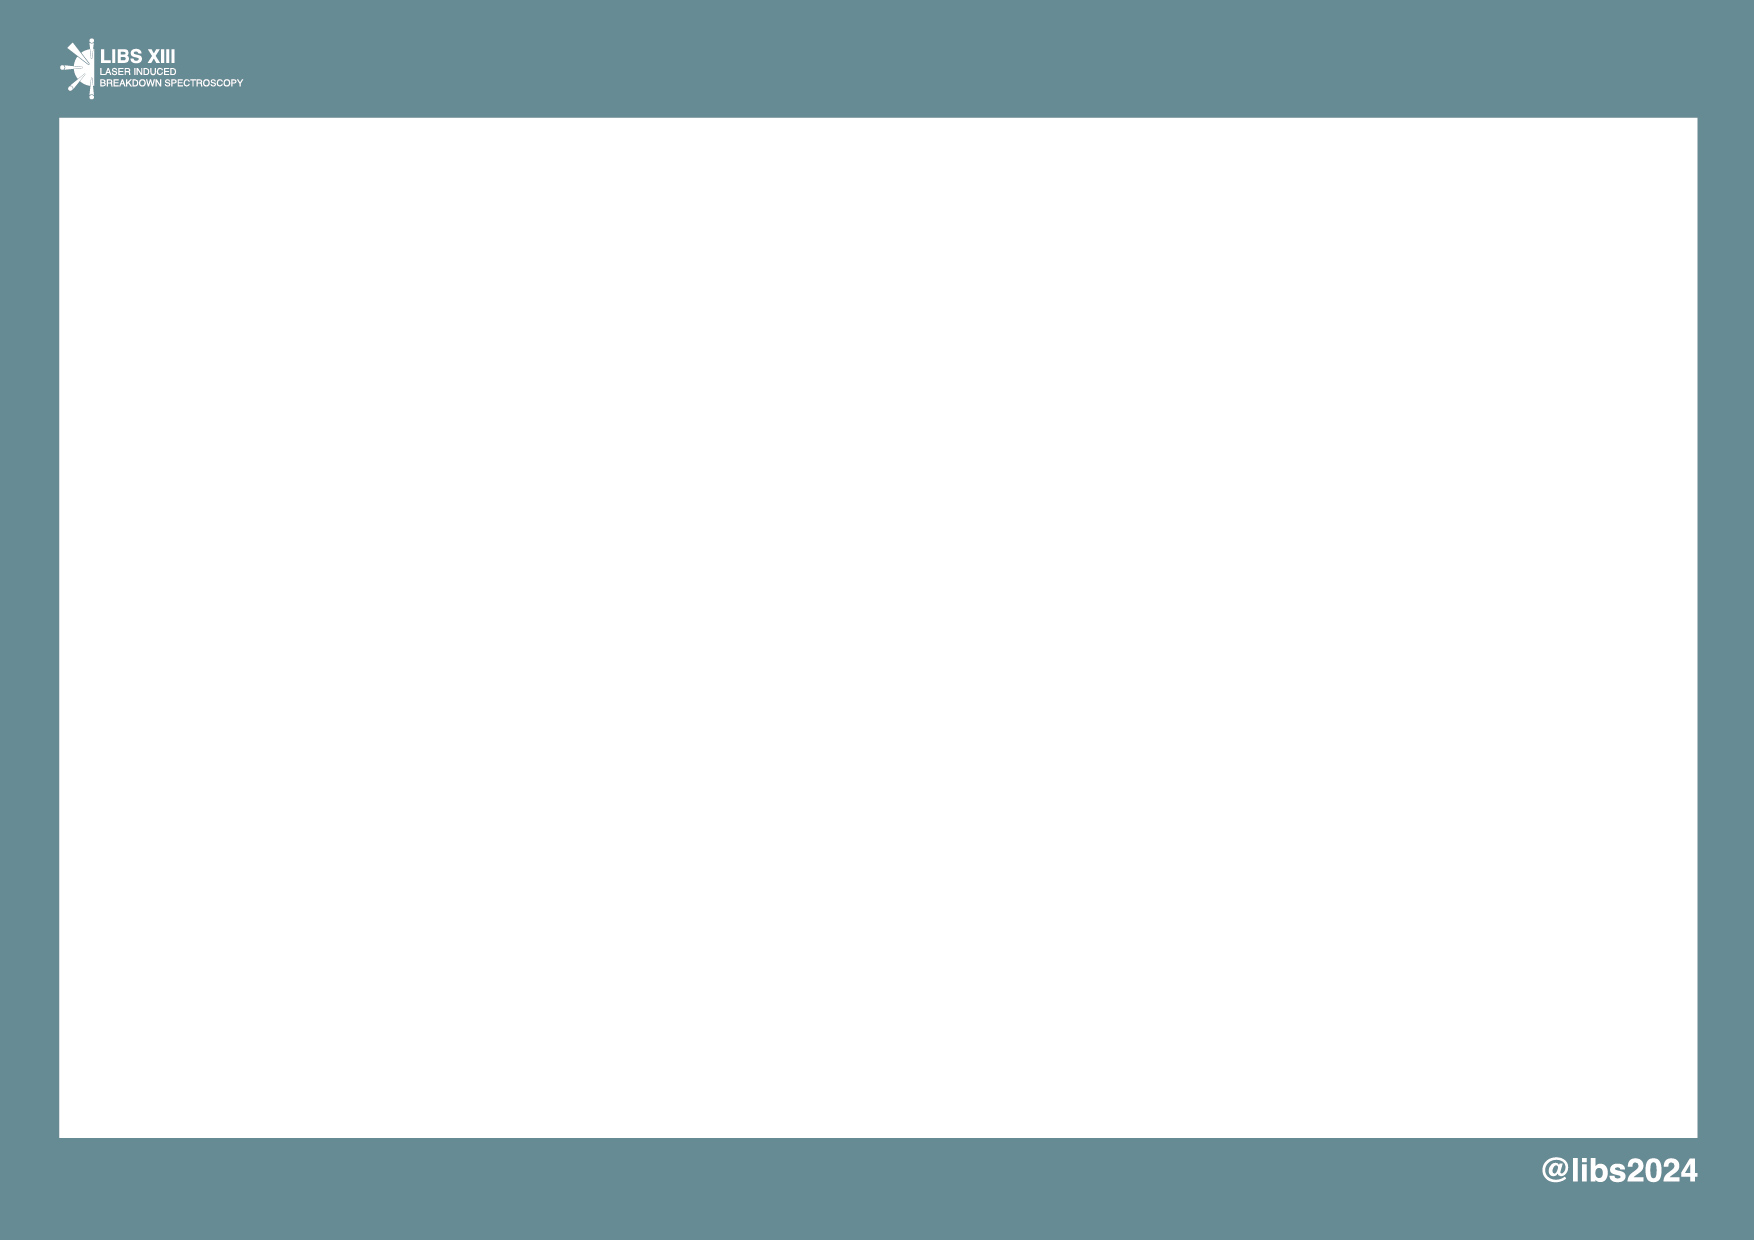 LIBS XIII
LASER INDUCED
BREAKDOWN SPECTROSCOPY
@libs2024